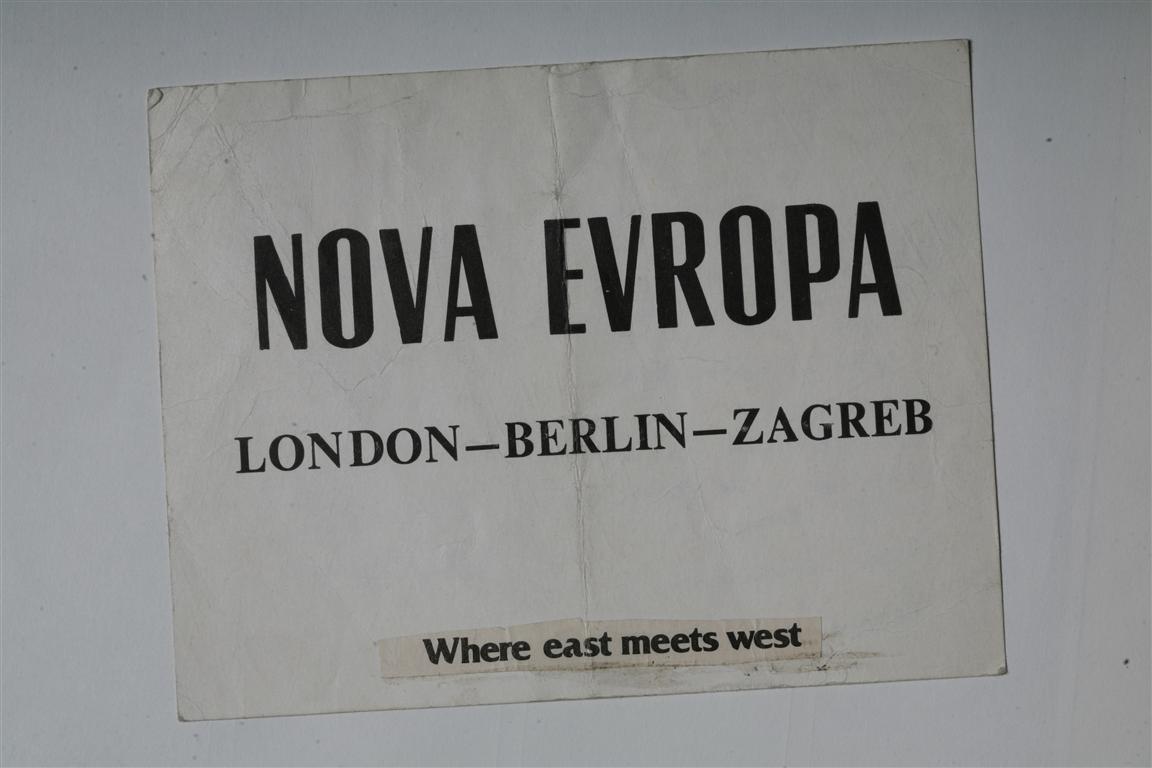 NOVA EVROPA
LONDON—BERLIN—ZAGREB
Where east meets west